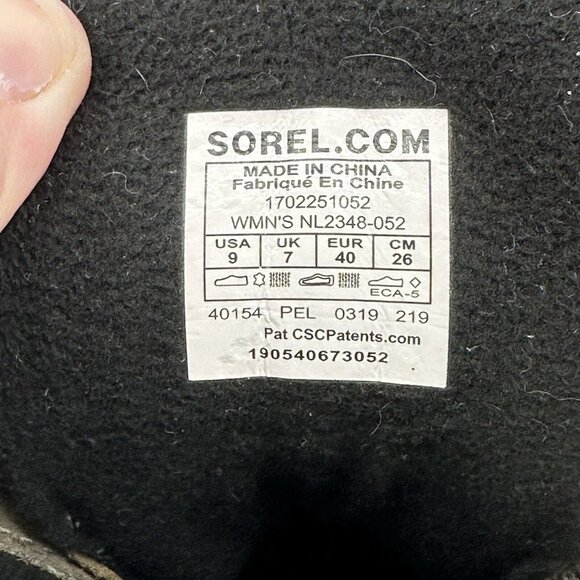 SOREL.COM
MADE IN CHINA
Fabriqué En Chine
1702251052
WMN'S NL2348-052
USA UK EUR CM
9 7 40 26
ECA-5
40154 PEL 0319 219
Pat CSCPatents.com
190540673052